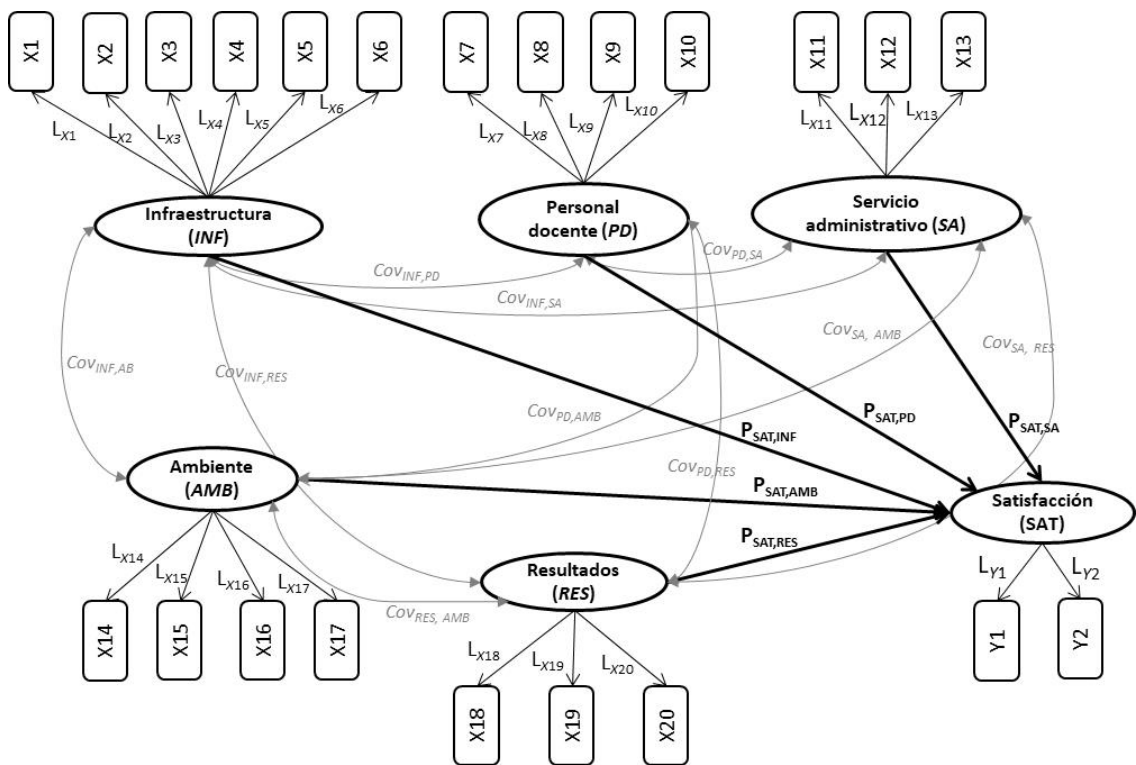 X1
X2
X3
X4
X5
X6
X7
X8
X9
X10
X11
X12
X13
LX1
LX2
LX3
LX4
LX5
LX6
LX7
LX8
LX9
LX10
LX11
LX12
LX13
Infraestructura
(INF)
Personal
docente (PD)
Servicio
administrativo (SA)
CovINF,PD
CovPD,SA
CovINF,SA
CovINF,AB
CovINF,RES
CovPD,AMB
CovSA, AMB
CovSA, RES
PSAT,INF
PSAT,PD
PSAT,SA
CovPD,RES
Ambiente
(AMB)
PSAT,AMB
Satisfacción
(SAT)
PSAT,RES
Resultados
(RES)
CovRES, AMB
LX14
LX15
LX16
LX17
LY1
LY2
X14
X15
X16
X17
Y1
Y2
LX18
LX19
LX20
X18
X19
X20